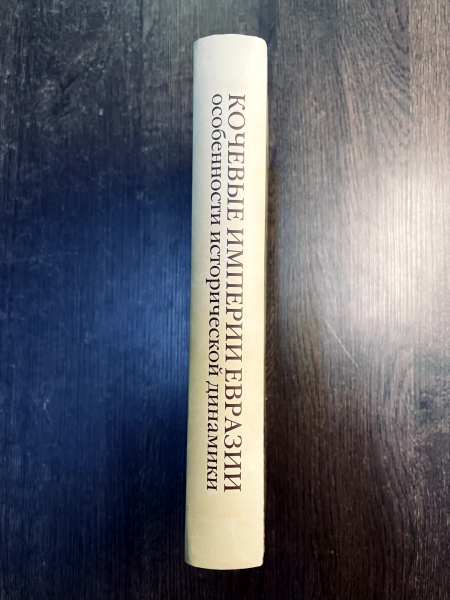 КОЧЕВЫЕ ИМПЕРИИ ЕВРАЗИИ
особенности исторической динамики